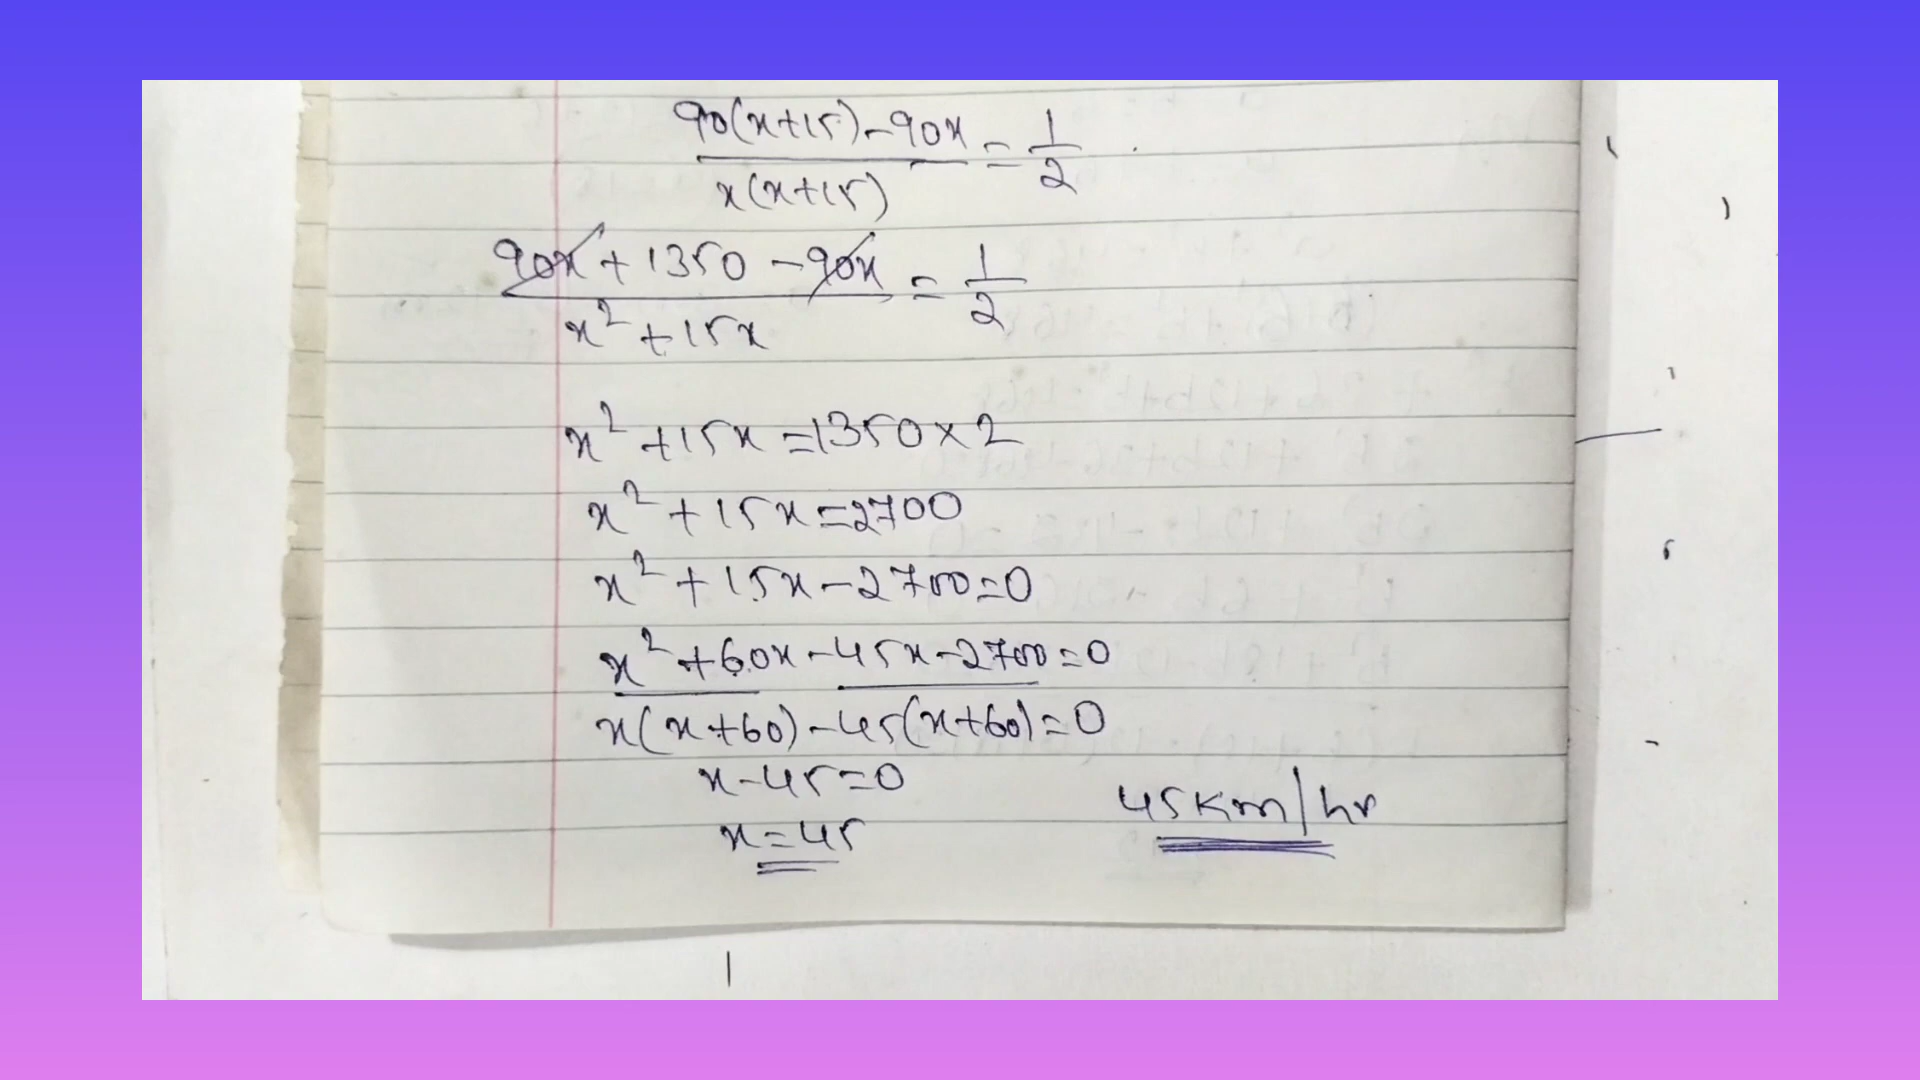 90(x+15)-90x / x(x+15) = 1/2
90x + 1350 - 90x / x² + 15x = 1/2
x² + 15x = 1350 × 2
x² + 15x = 2700
x² + 15x - 2700 = 0
x² + 60x - 45x - 2700 = 0
x(x+60) - 45(x+60) = 0
x - 45 = 0
x = 45
45 Km/hr